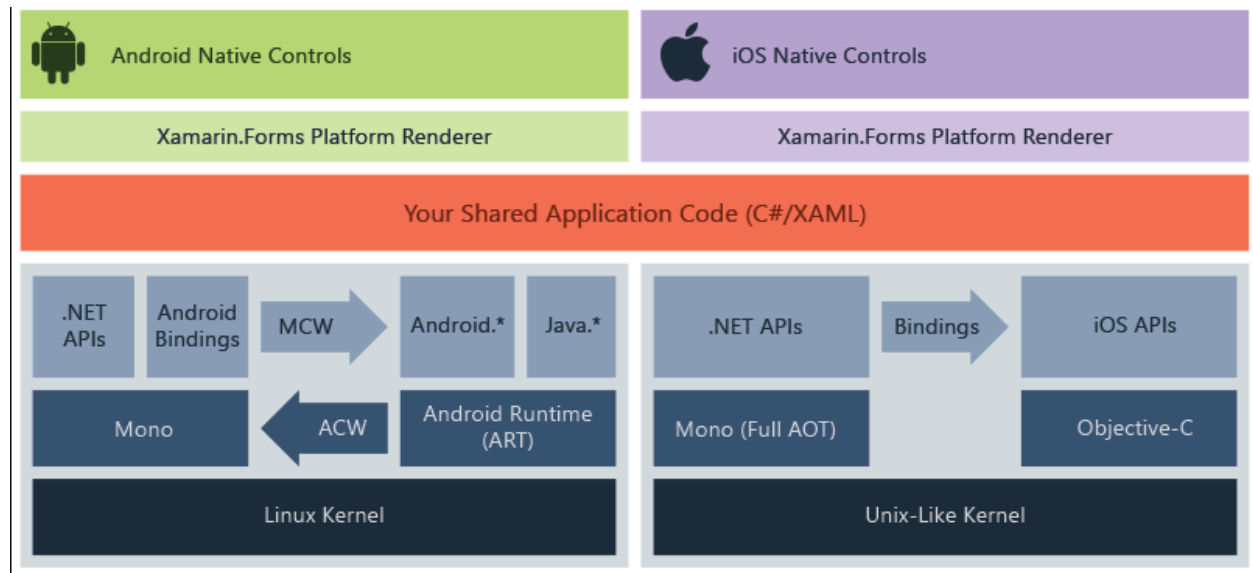 Android Native Controls
iOS Native Controls
Xamarin.Forms Platform Renderer
Xamarin.Forms Platform Renderer
Your Shared Application Code (C#/XAML)
.NET
APIs
Android
Bindings
MCW
Android.*
Java.*
Mono
ACW
Android Runtime
(ART)
Linux Kernel
.NET APIs
Bindings
iOS APIs
Mono (Full AOT)
Objective-C
Unix-Like Kernel